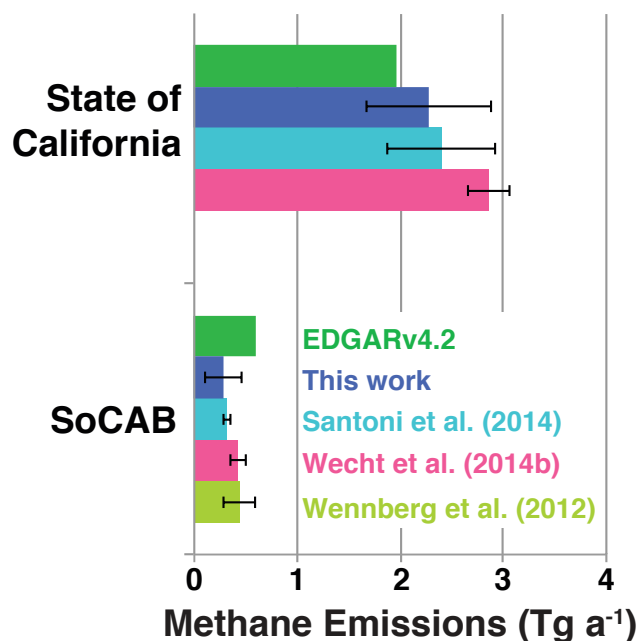 State of
California
EDGARv4.2
This work
Santoni et al. (2014)
Wecht et al. (2014b)
Wennberg et al. (2012)
SoCAB
0 1 2 3 4
Methane Emissions (Tg a⁻¹)